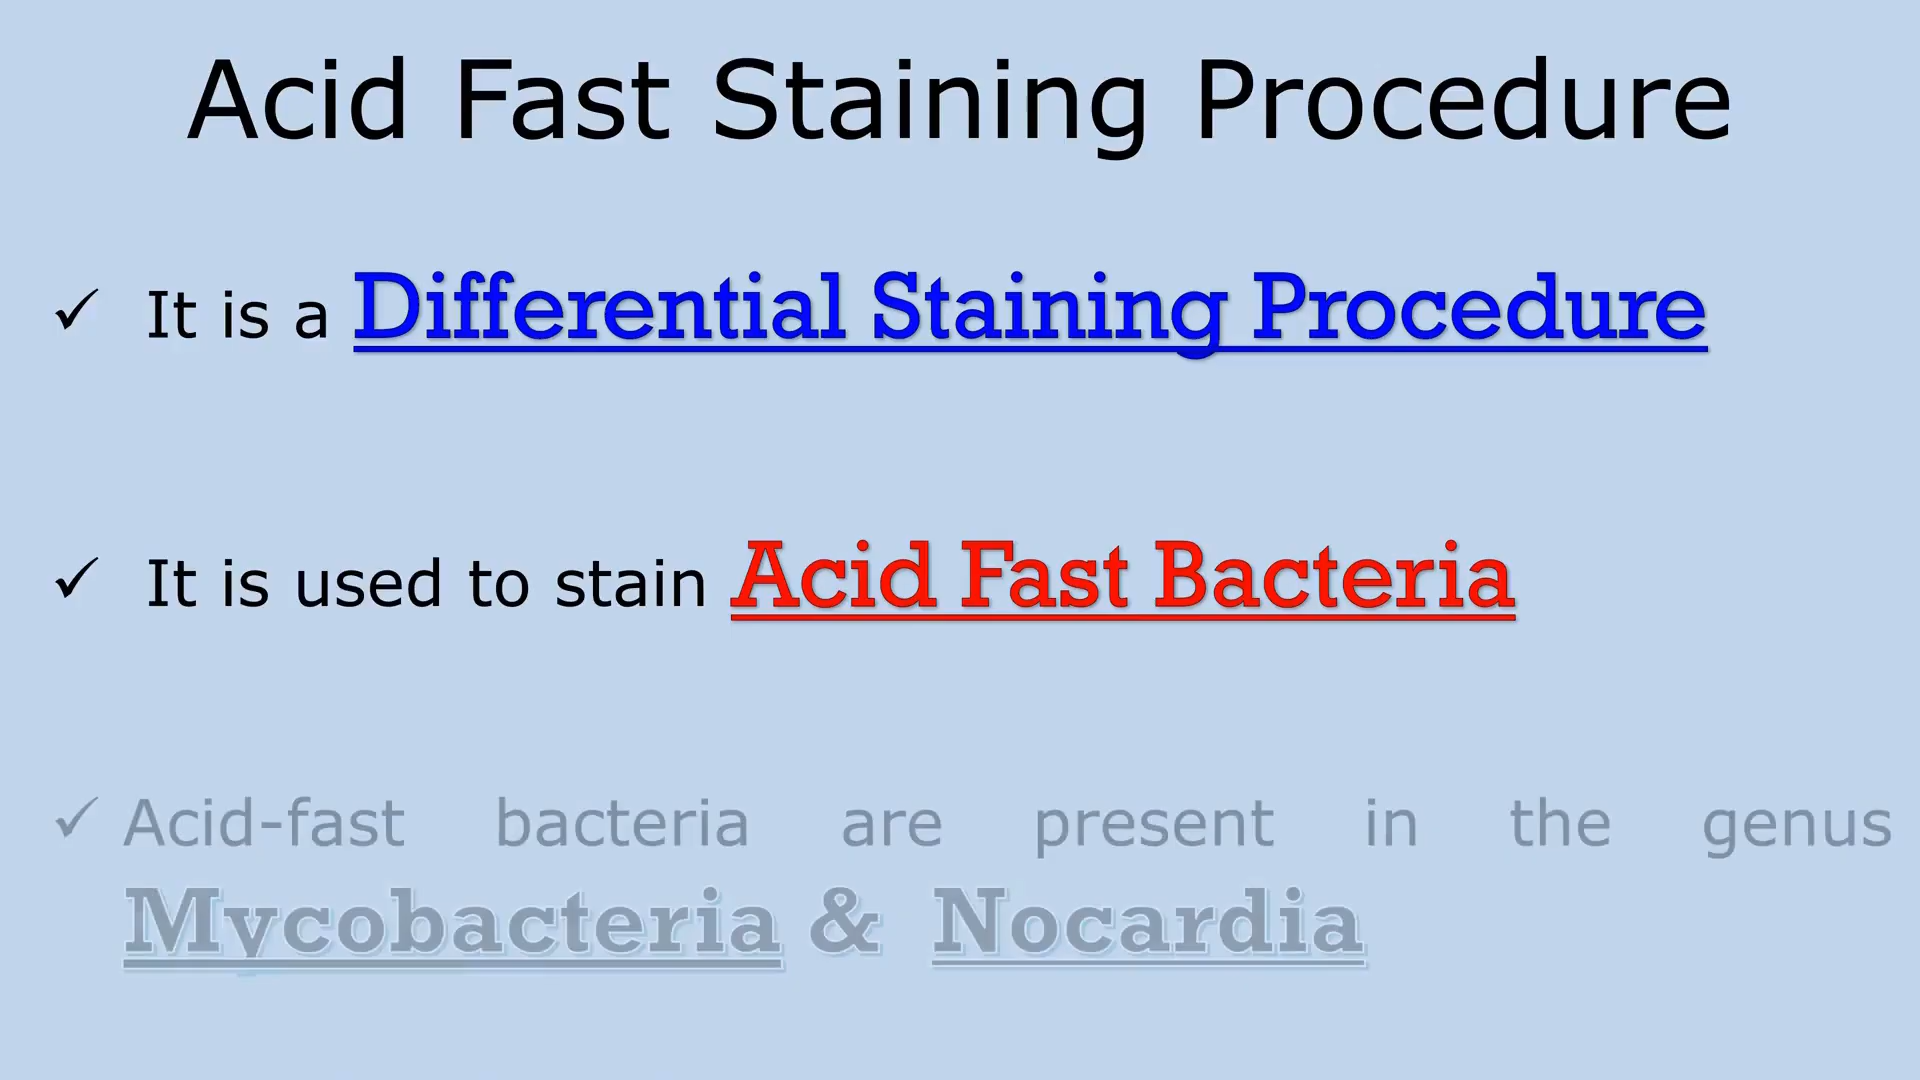 Acid Fast Staining Procedure
✓ It is a Differential Staining Procedure
✓ It is used to stain Acid Fast Bacteria
✓ Acid-fast bacteria are present in the genus
Mycobacteria & Nocardia